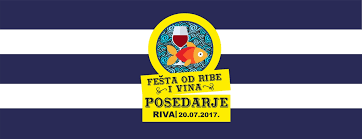 FEŠTA OD RIBE
I VINA
POSEDARJE
RIVA|20.07.2017.